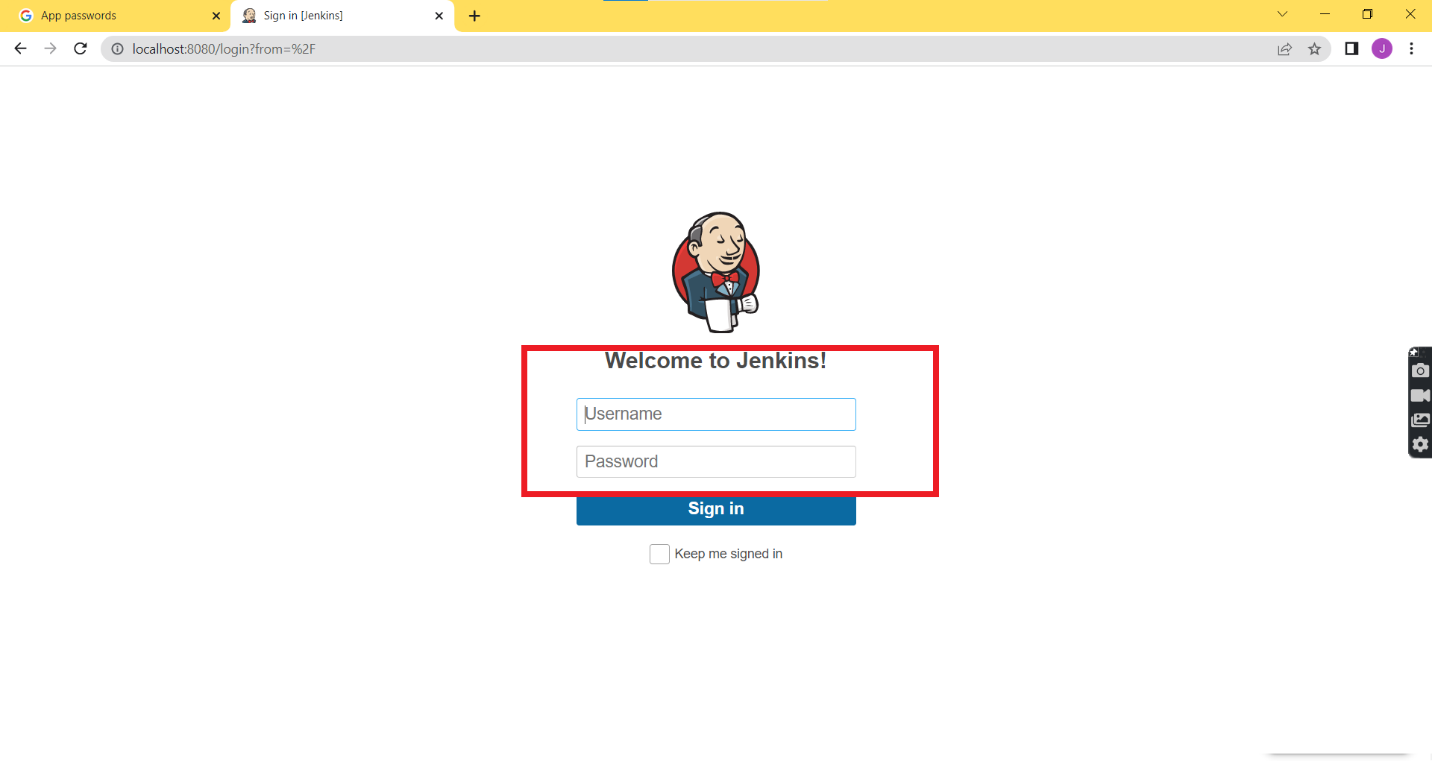 App passwords
Sign in [Jenkins]
localhost:8080/login?from=%2F
J
Welcome to Jenkins!
Username
Password
Sign in
Keep me signed in